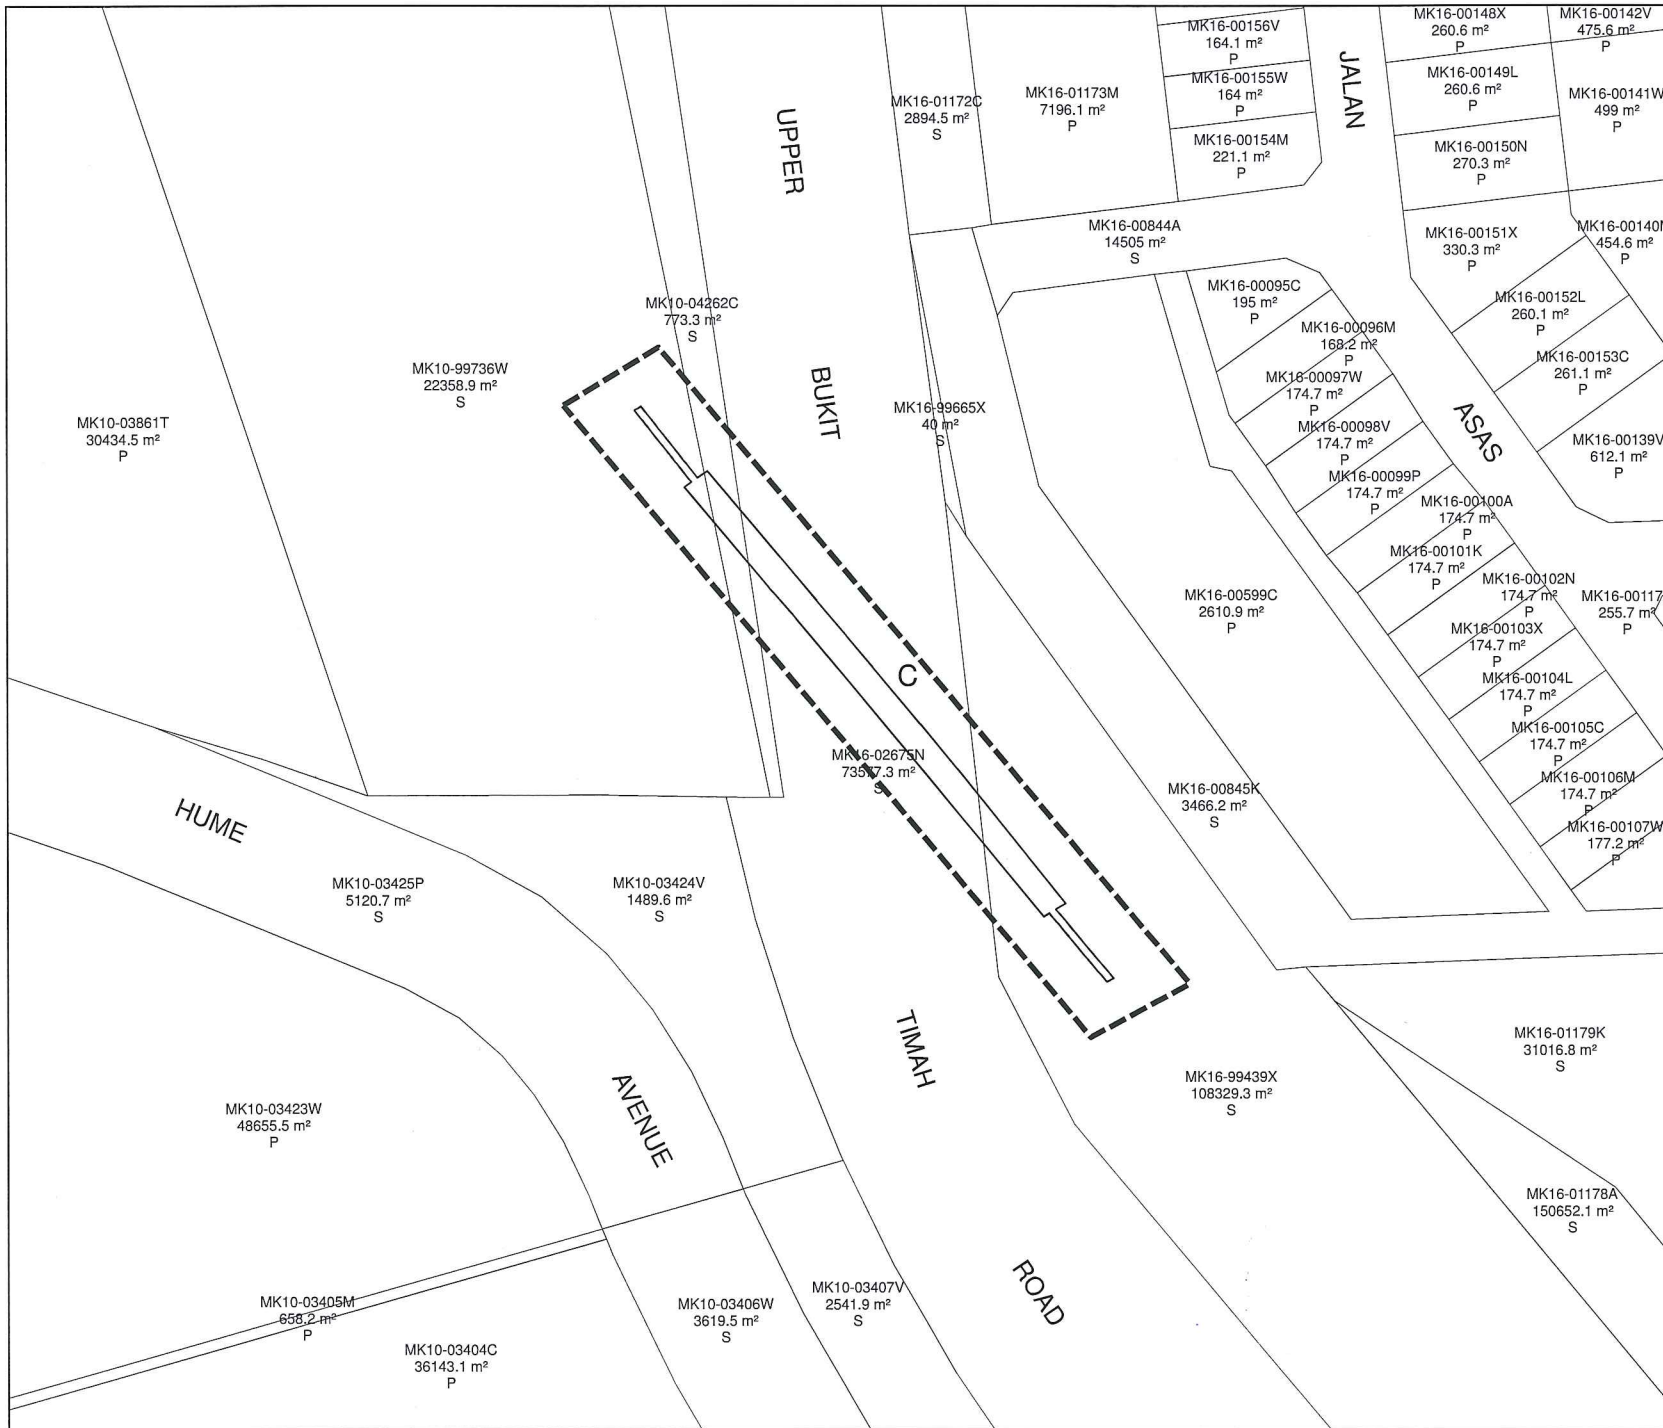 MK16-00156V
164.1 m²
P
MK16-00155W
164 m²
P
MK16-00154M
221.1 m²
P
JALAN
MK16-00148X
260.6 m²
P
MK16-00142V
475.6 m²
P
MK16-00149L
260.6 m²
P
MK16-00141W
499 m²
P
MK16-00150N
270.3 m²
P
UPPER
MK16-01172C
2894.5 m²
S
MK16-01173M
7196.1 m²
P
MK16-00844A
14505 m²
S
MK16-00151X
330.3 m²
P
MK16-00140
454.6 m²
P
MK16-00152L
260.1 m²
P
MK16-00153C
261.1 m²
P
MK16-00139V
612.1 m²
P
ASAS
MK16-00095C
195 m²
P
MK16-00096M
168.2 m²
P
MK16-00097W
174.7 m²
P
MK16-00098V
174.7 m²
P
MK16-00099P
174.7 m²
P
MK16-00100A
174.7 m²
P
MK16-00101K
174.7 m²
P
MK16-00102N
174.7 m²
P
MK16-00103X
174.7 m²
P
MK16-00104L
174.7 m²
P
MK16-00105C
174.7 m²
P
MK16-00106M
174.7 m²
P
MK16-00107W
177.2 m²
P
MK16-00117
255.7 m²
P
MK10-04262C
773.3 m²
S
MK10-99736W
22358.9 m²
S
MK10-03861T
30434.5 m²
P
BUKIT
MK16-99665X
40 m²
S
MK16-00599C
2610.9 m²
P
C
MK16-02675N
73577.3 m²
S
MK16-00845K
3466.2 m²
S
HUME
MK10-03425P
5120.7 m²
S
MK10-03424V
1489.6 m²
S
TIMAH
MK16-99439X
108329.3 m²
S
MK16-01179K
31016.8 m²
S
MK16-01178A
150652.1 m²
S
MK10-03423W
48655.5 m²
P
AVENUE
ROAD
MK10-03405M
658.2 m²
P
MK10-03404C
36143.1 m²
P
MK10-03406W
3619.5 m²
S
MK10-03407V
2541.9 m²
S